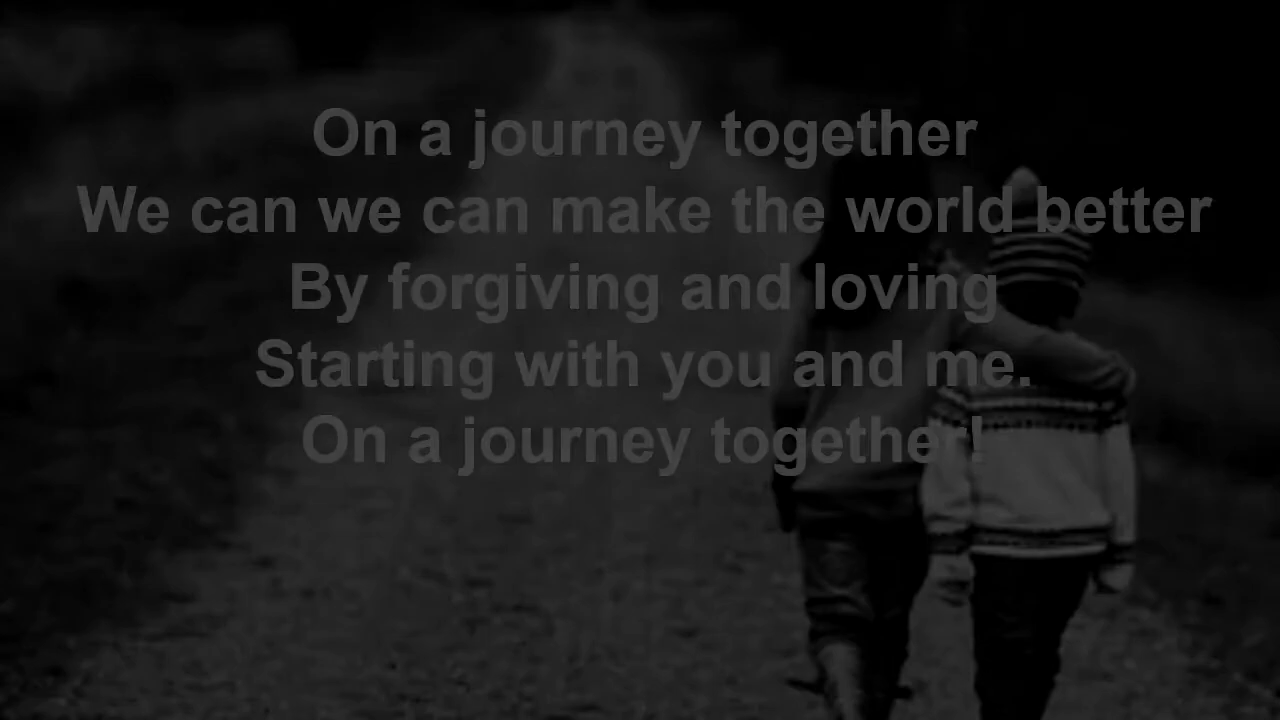 On a journey together
We can we can make the world better
By forgiving and loving
Starting with you and me.
On a journey together!